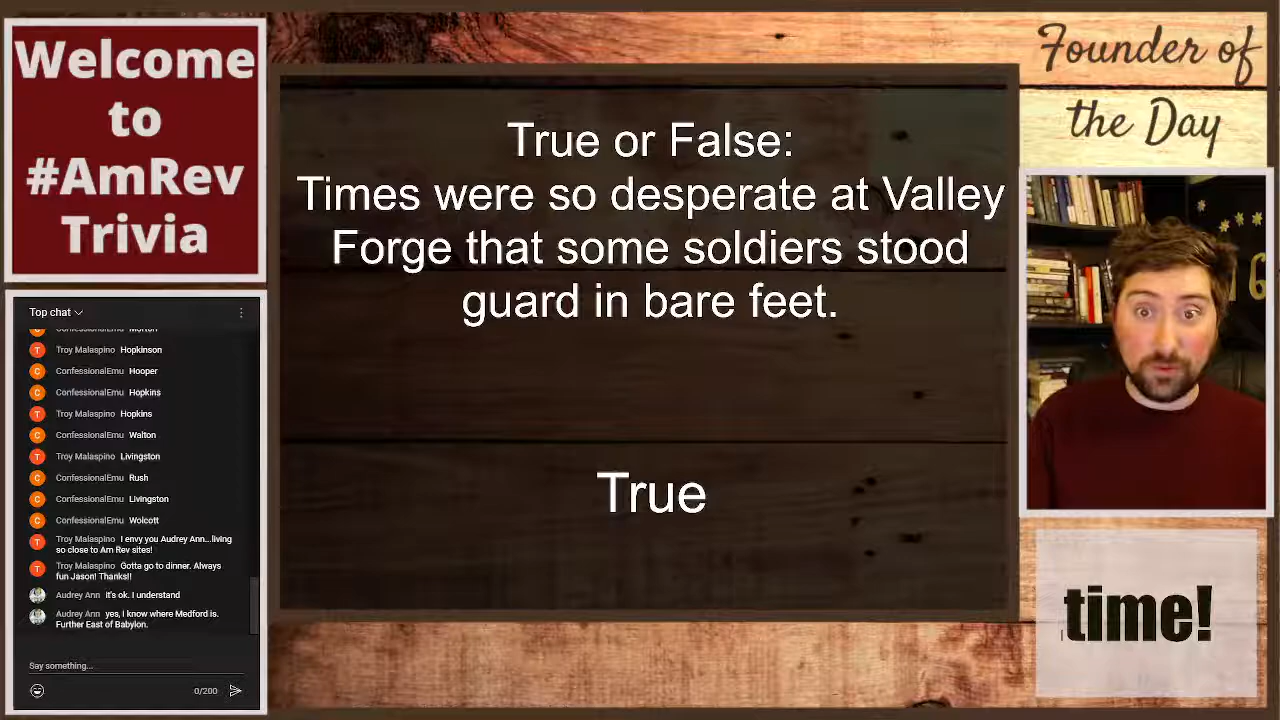 Welcome
to
#AmRev
Trivia
Founder of
the Day
True or False:
Times were so desperate at Valley
Forge that some soldiers stood
guard in bare feet.
True
Top chat
ConfessionalEmu Morton
Troy Malaspino Hopkinson
ConfessionalEmu Hooper
ConfessionalEmu Hopkins
Troy Malaspino Hopkins
ConfessionalEmu Walton
Troy Malaspino Livingston
ConfessionalEmu Rush
ConfessionalEmu Livingston
ConfessionalEmu Wolcott
Troy Malaspino I envy you Audrey Ann...living
so close to Am Rev sites!
Troy Malaspino Gotta go to dinner. Always
fun Jason! Thanks!!
Audrey Ann it's ok. I understand
Audrey Ann yes, I know where Medford is.
Further East of Babylon.
Say something...
0/200
time!